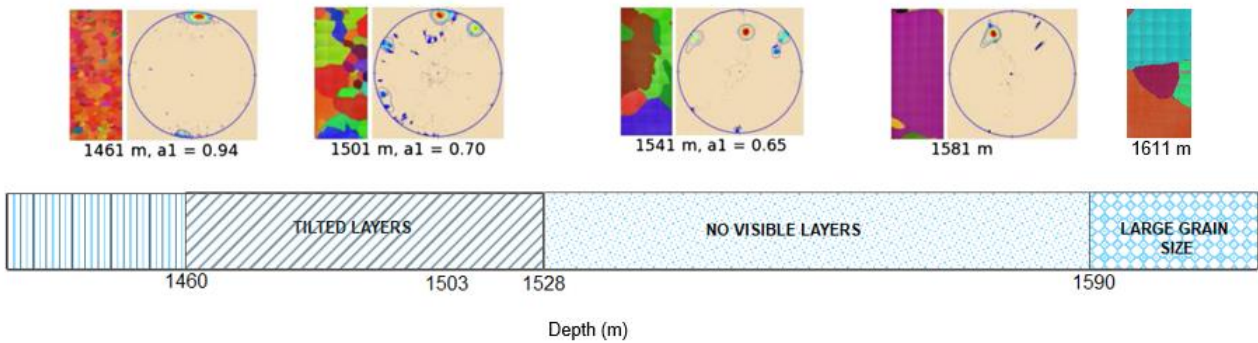 1461 m, a1 = 0.94
1501 m, a1 = 0.70
1541 m, a1 = 0.65
1581 m
1611 m
TILTED LAYERS
NO VISIBLE LAYERS
LARGE GRAIN
SIZE
1460
1503
1528
1590
Depth (m)